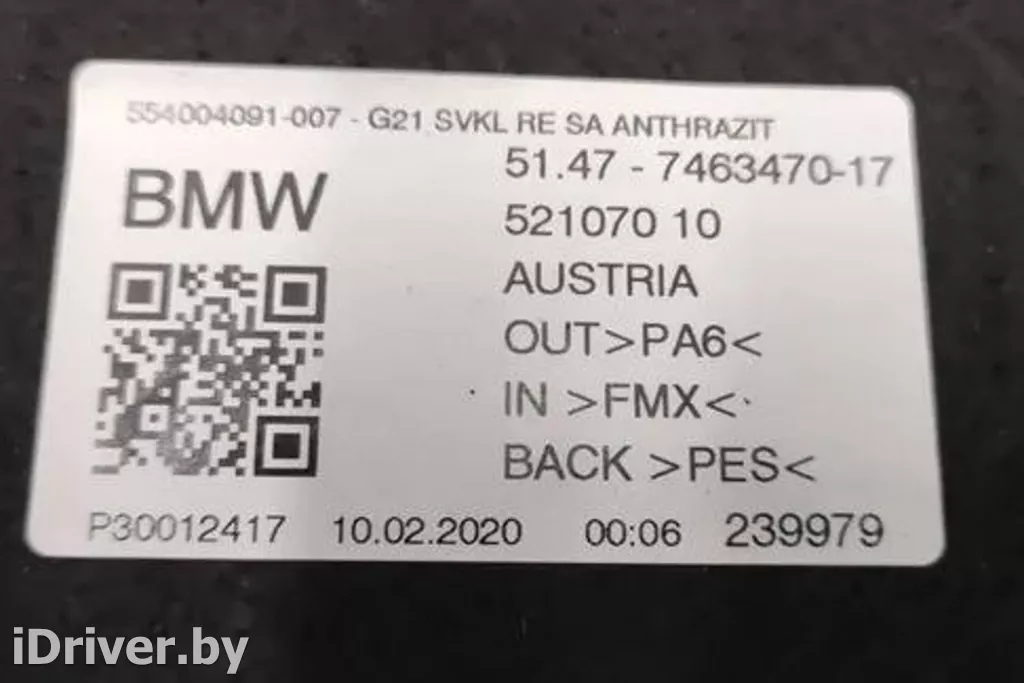 554004091-007 - G21 SVKL RE SA ANTHRAZIT
BMW
51.47 - 7463470-17
521070 10
AUSTRIA
OUT>PA6<
IN >FMX<
BACK >PES<
P30012417 10.02.2020 00:06 239979
iDriver.by